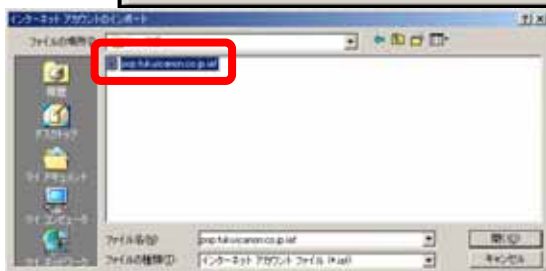 インターネット アカウントのインポート
ファイルの場所(I):
pop.fukuicanon.co.jp.iaf
履歴
デスクトップ
マイ ドキュメント
マイ コンピュータ
ファイル名(N):
pop.fukuicanon.co.jp.iaf
開く(O)
ファイルの種類(T):
インターネット アカウント ファイル (*.iaf)
キャンセル